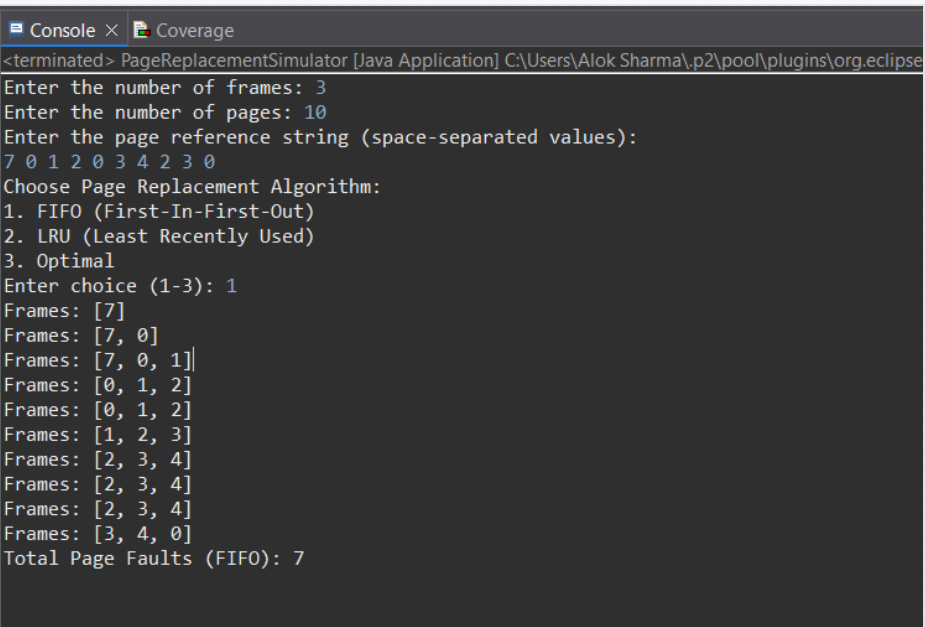 Console × Coverage
<terminated> PageReplacementSimulator [Java Application] C:\Users\Alok Sharma\.p2\pool\plugins\org.eclipse
Enter the number of frames: 3
Enter the number of pages: 10
Enter the page reference string (space-separated values):
7 0 1 2 0 3 4 2 3 0
Choose Page Replacement Algorithm:
1. FIFO (First-In-First-Out)
2. LRU (Least Recently Used)
3. Optimal
Enter choice (1-3): 1
Frames: [7]
Frames: [7, 0]
Frames: [7, 0, 1]
Frames: [0, 1, 2]
Frames: [0, 1, 2]
Frames: [1, 2, 3]
Frames: [2, 3, 4]
Frames: [2, 3, 4]
Frames: [2, 3, 4]
Frames: [3, 4, 0]
Total Page Faults (FIFO): 7